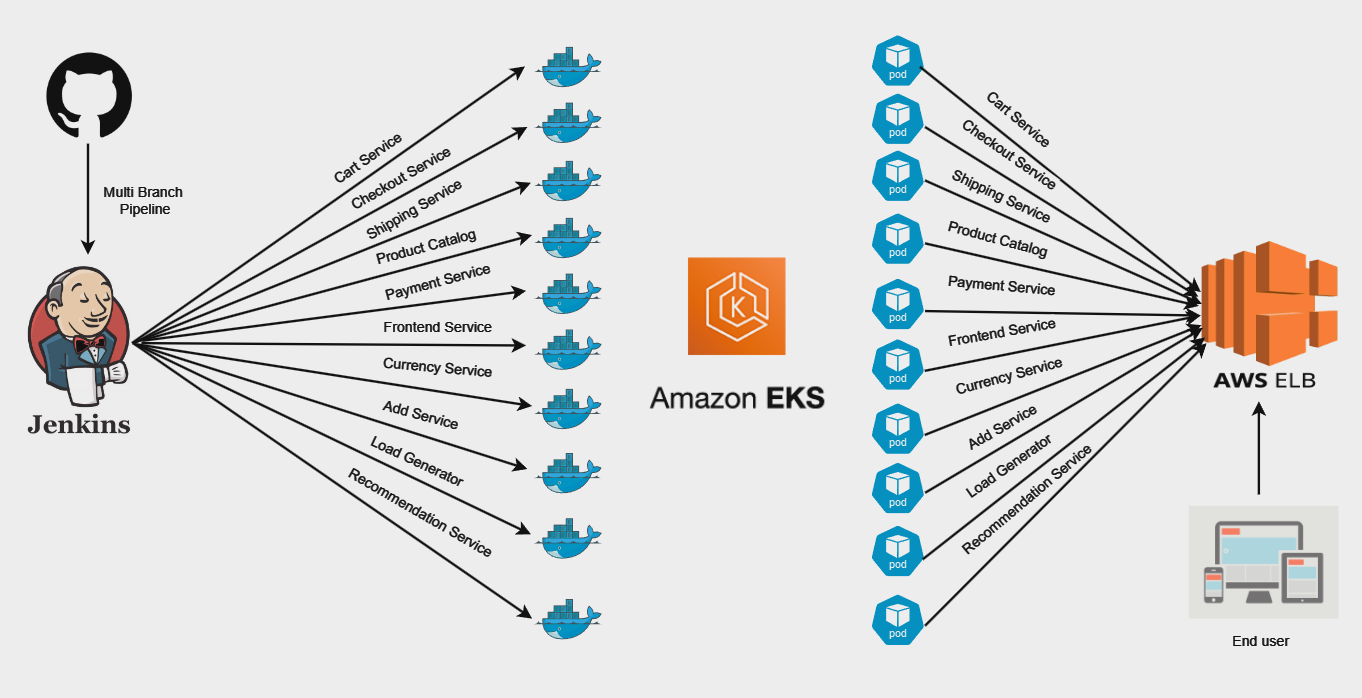 Multi Branch
Pipeline
Jenkins
Cart Service
Checkout Service
Shipping Service
Product Catalog
Payment Service
Frontend Service
Currency Service
Add Service
Load Generator
Recommendation Service
K
Amazon EKS
pod
pod
pod
pod
pod
pod
pod
pod
pod
pod
Cart Service
Checkout Service
Shipping Service
Product Catalog
Payment Service
Frontend Service
Currency Service
Add Service
Load Generator
Recommendation Service
AWS ELB
End user